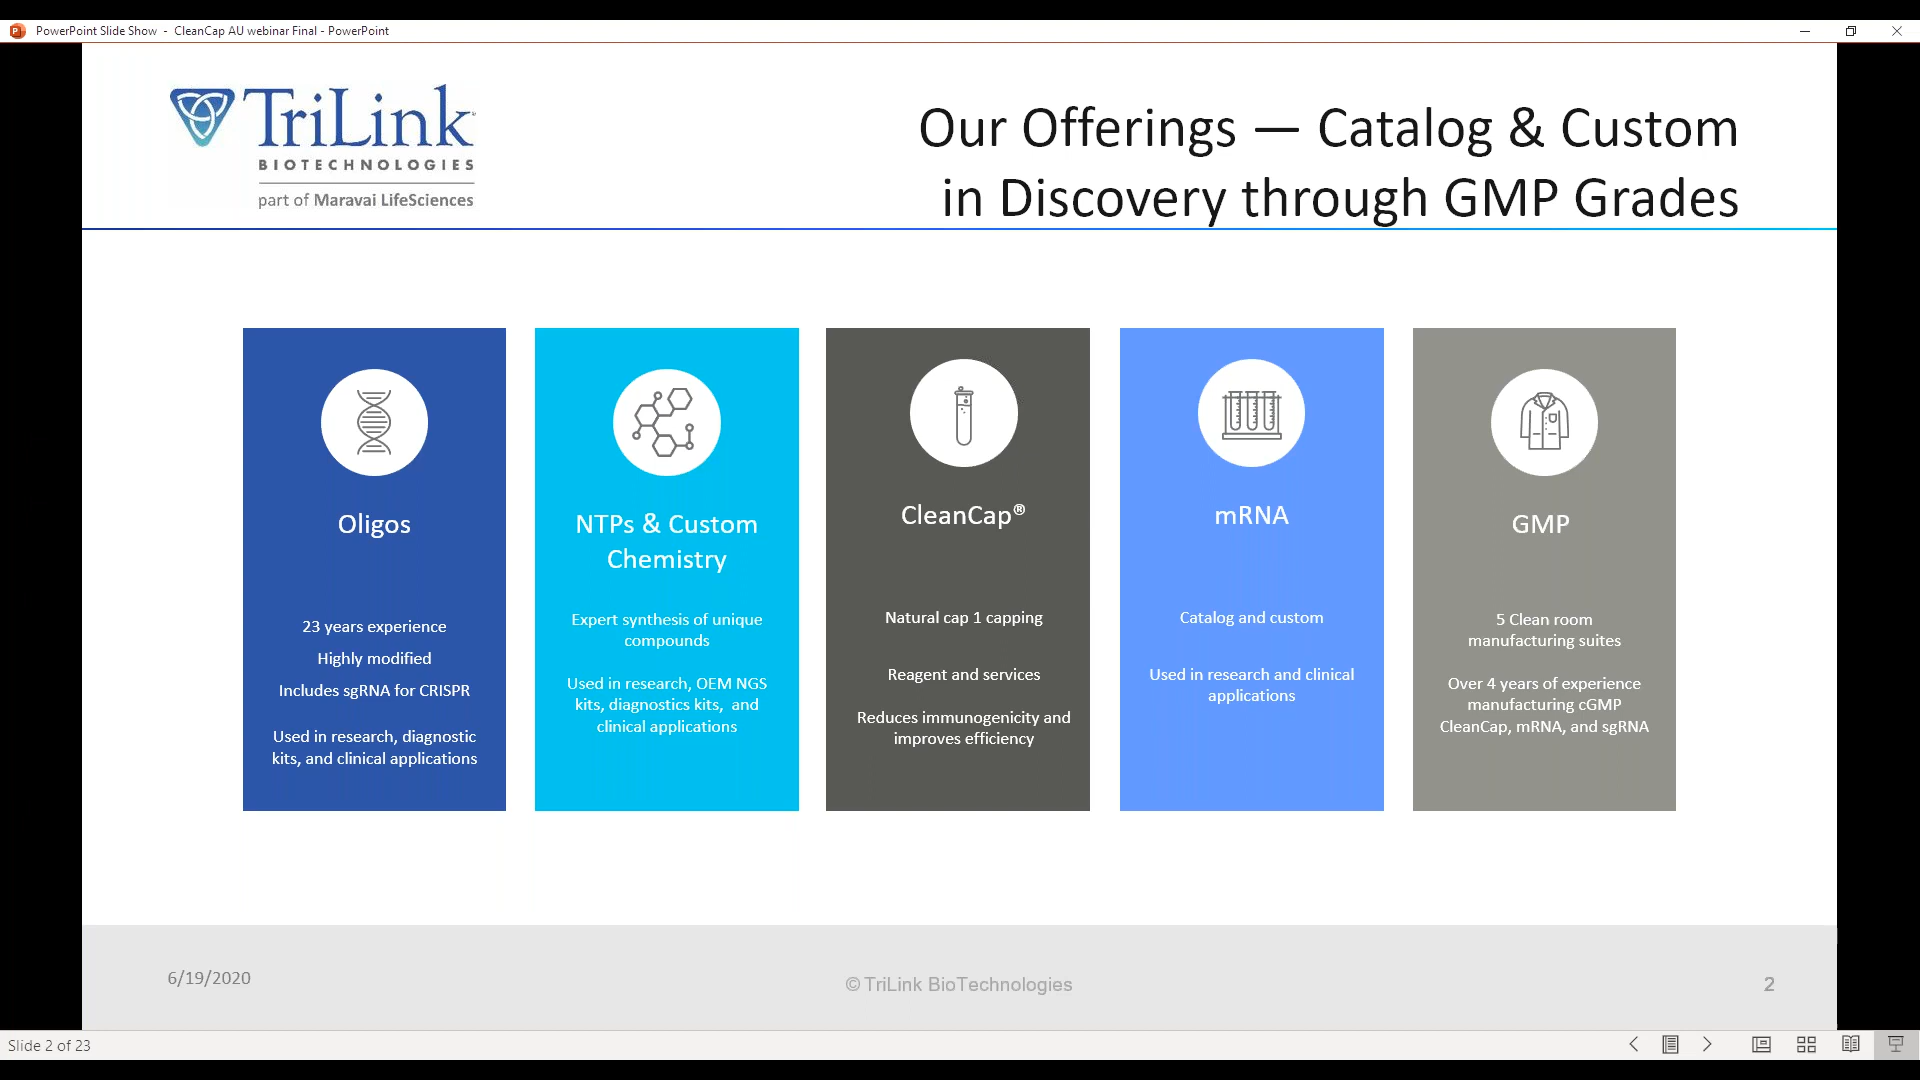 PowerPoint Slide Show - CleanCap AU webinar Final - PowerPoint
TriLink
BIOTECHNOLOGIES
part of Maravai LifeSciences
Our Offerings — Catalog & Custom
in Discovery through GMP Grades
Oligos
23 years experience
Highly modified
Includes sgRNA for CRISPR
Used in research, diagnostic
kits, and clinical applications
NTPs & Custom
Chemistry
Expert synthesis of unique
compounds
Used in research, OEM NGS
kits, diagnostics kits, and
clinical applications
CleanCap®
Natural cap 1 capping
Reagent and services
Reduces immunogenicity and
improves efficiency
mRNA
Catalog and custom
Used in research and clinical
applications
GMP
5 Clean room
manufacturing suites
Over 4 years of experience
manufacturing cGMP
CleanCap, mRNA, and sgRNA
6/19/2020
© TriLink BioTechnologies
2
Slide 2 of 23